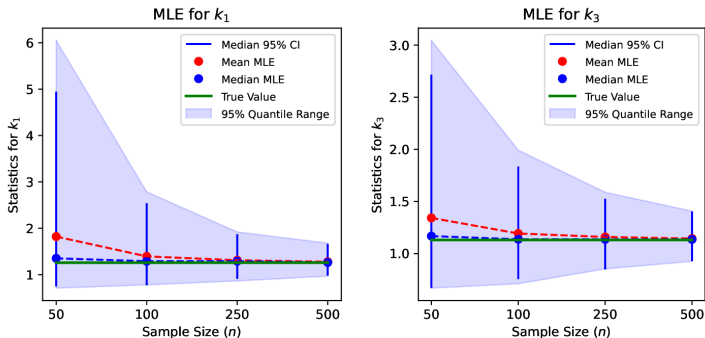 MLE for k1
Statistics for k1
6
5
4
3
2
1
Median 95% CI
Mean MLE
Median MLE
True Value
95% Quantile Range
50
100
250
500
Sample Size (n)
MLE for k3
Statistics for k3
3.0
2.5
2.0
1.5
1.0
Median 95% CI
Mean MLE
Median MLE
True Value
95% Quantile Range
50
100
250
500
Sample Size (n)